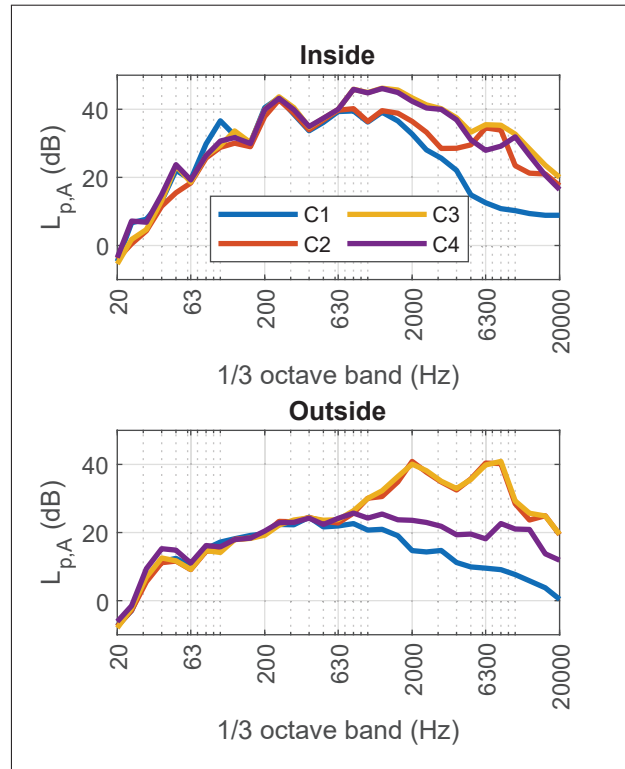 Inside
L_p,A (dB)
40
20
0
C1 C3
C2 C4
20 63 200 630 2000 6300 20000
1/3 octave band (Hz)
Outside
L_p,A (dB)
40
20
0
20 63 200 630 2000 6300 20000
1/3 octave band (Hz)